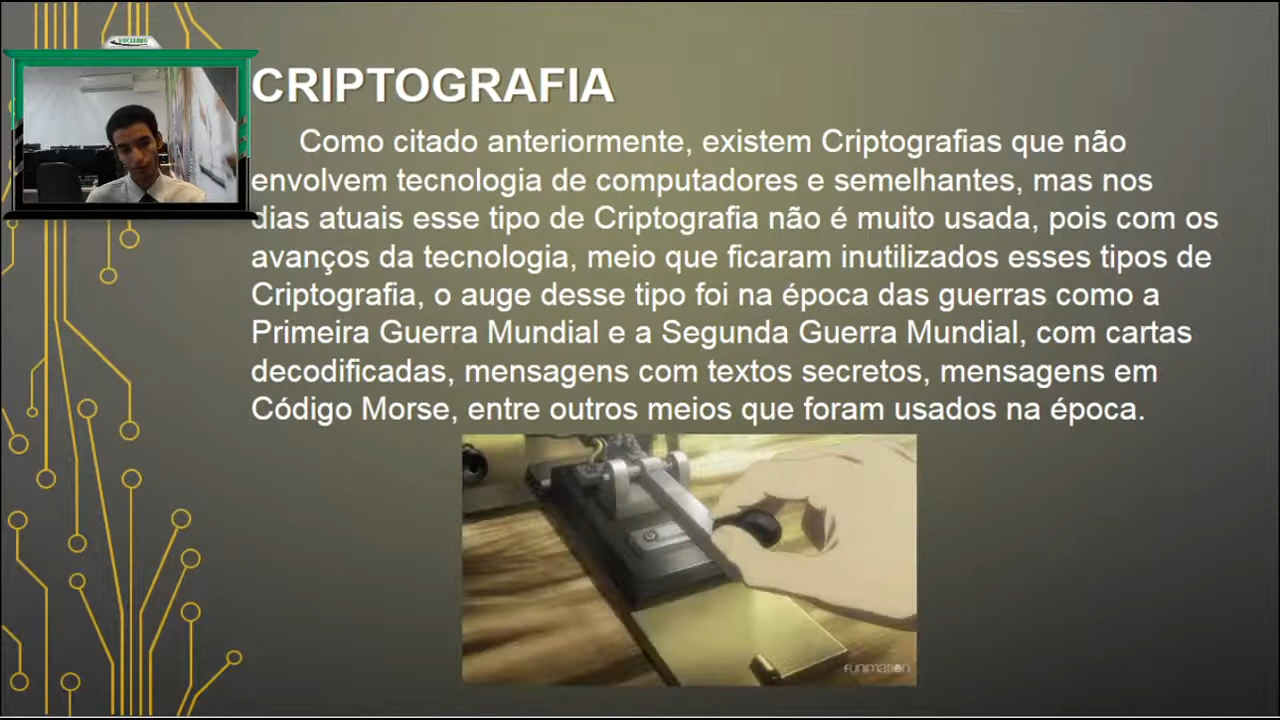 CRIPTOGRAFIA
Como citado anteriormente, existem Criptografias que não
envolvem tecnologia de computadores e semelhantes, mas nos
dias atuais esse tipo de Criptografia não é muito usada, pois com os
avanços da tecnologia, meio que ficaram inutilizados esses tipos de
Criptografia, o auge desse tipo foi na época das guerras como a
Primeira Guerra Mundial e a Segunda Guerra Mundial, com cartas
decodificadas, mensagens com textos secretos, mensagens em
Código Morse, entre outros meios que foram usados na época.
FUNIMATION